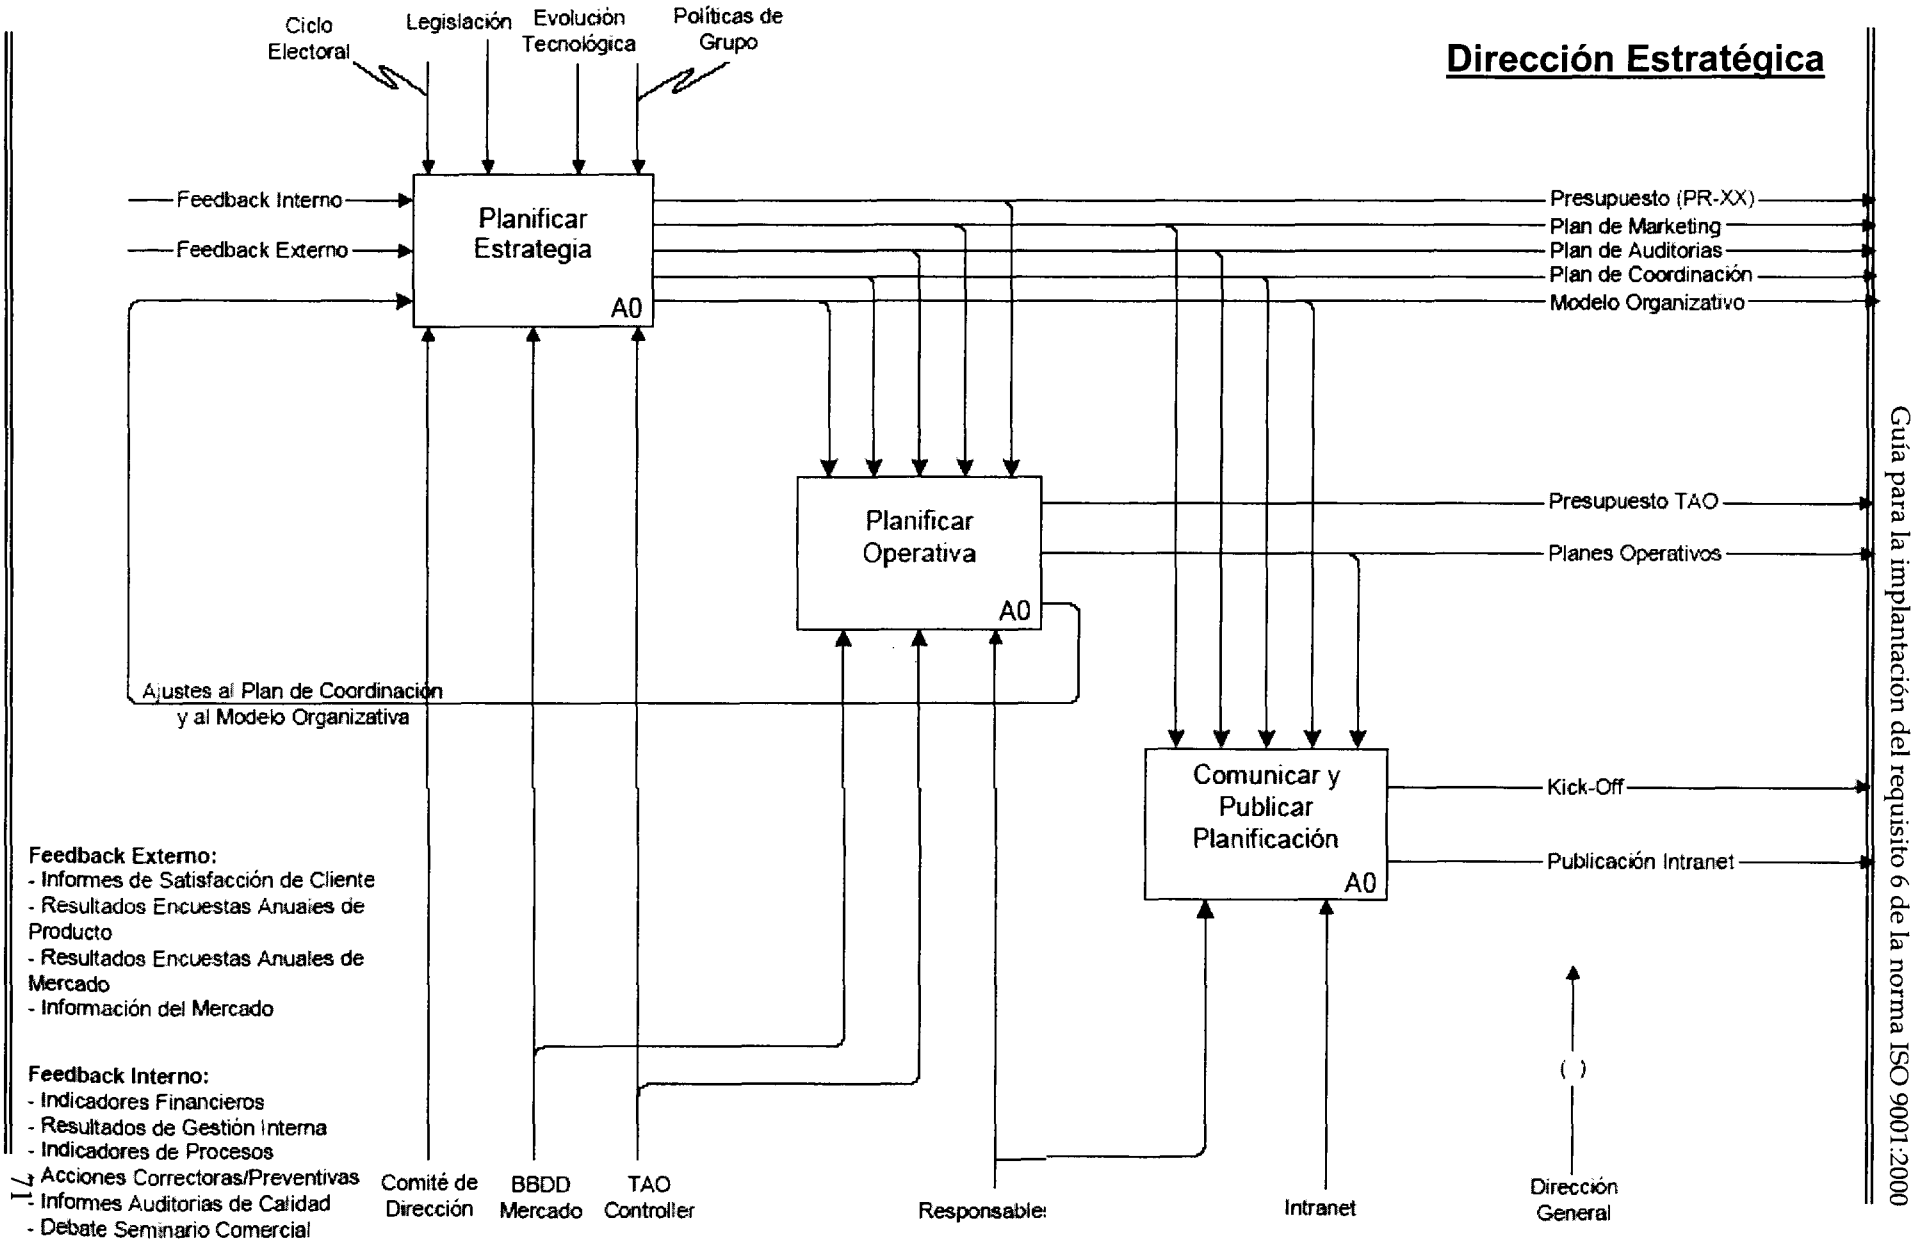 Ciclo
Electoral
Legislación
Evolución
Tecnológica
Políticas de
Grupo
Dirección Estratégica
Feedback Interno
Feedback Externo
Planificar
Estrategia
A0
Presupuesto (PR-XX)
Plan de Marketing
Plan de Auditorias
Plan de Coordinación
Modelo Organizativo
Planificar
Operativa
A0
Presupuesto TAO
Planes Operativos
Ajustes al Plan de Coordinación
y al Modelo Organizativa
Comunicar y
Publicar
Planificación
A0
Kick-Off
Publicación Intranet
Feedback Externo:
- Informes de Satisfacción de Cliente
- Resultados Encuestas Anuales de
Producto
- Resultados Encuestas Anuales de
Mercado
- Información del Mercado
Feedback Interno:
- Indicadores Financieros
- Resultados de Gestión Interna
- Indicadores de Procesos
- Acciones Correctoras/Preventivas
- Informes Auditorias de Calidad
- Debate Seminario Comercial
Comité de
Dirección
BBDD
Mercado
TAO
Controller
Responsables
Intranet
( )
Dirección
General
Guía para la implantación del requisito 6 de la norma ISO 9001:2000
71